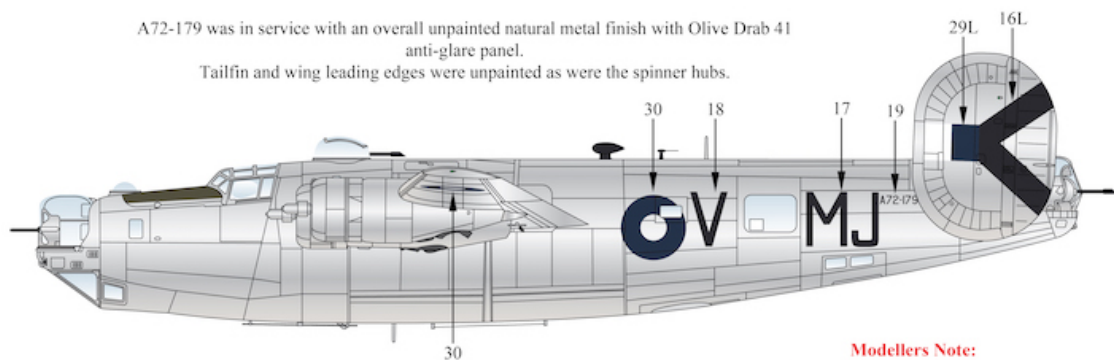 A72-179 was in service with an overall unpainted natural metal finish with Olive Drab 41
anti-glare panel.
Tailfin and wing leading edges were unpainted as were the spinner hubs.
29L
16L
30
18
17
19
V
MJ
A72-179
30
Modellers Note: